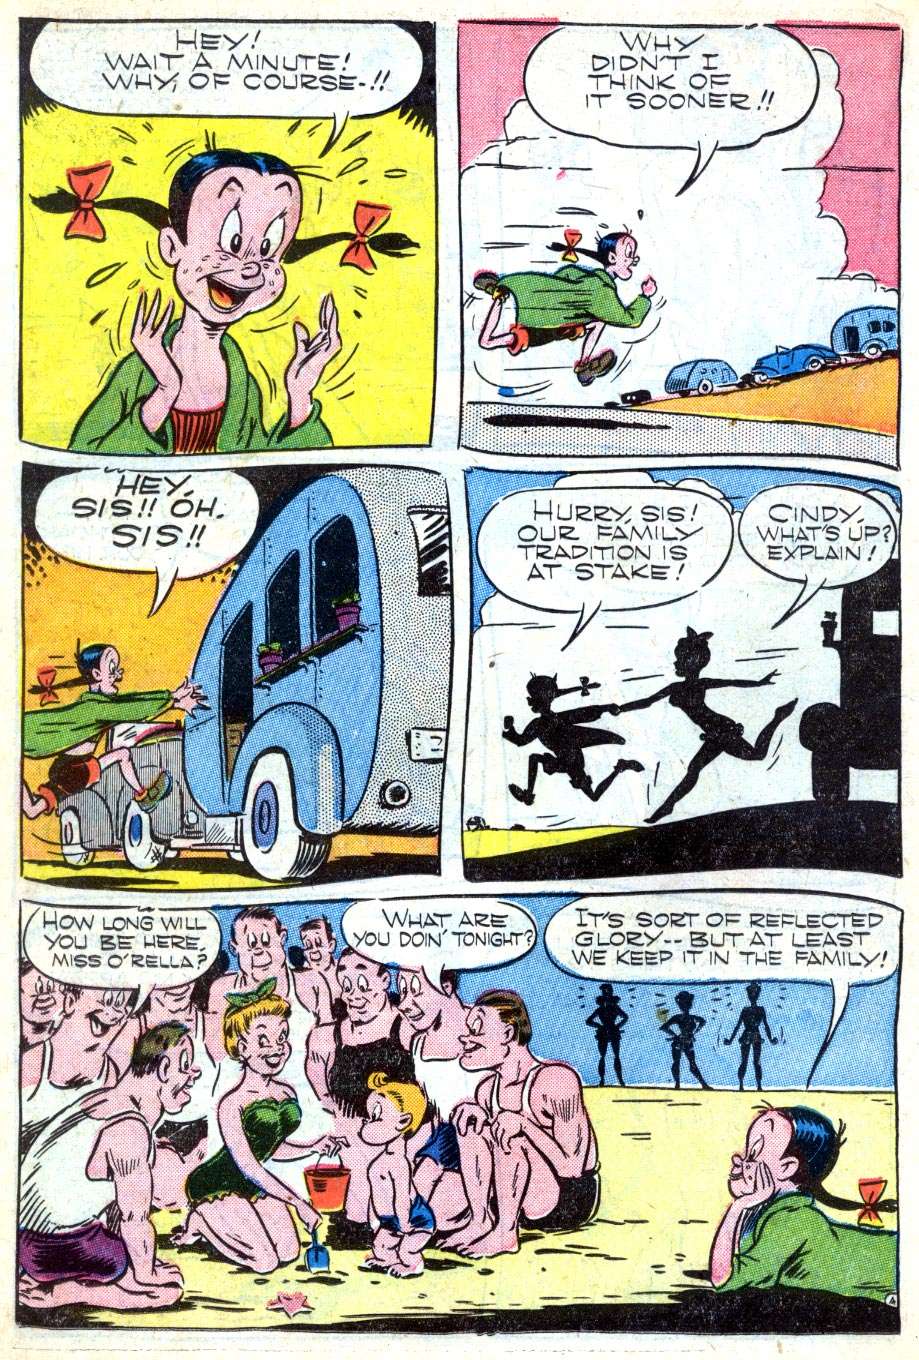 HEY!
WAIT A MINUTE!
WHY, OF COURSE-!!
WHY
DIDN'T I
THINK OF
IT SOONER!!
HEY,
SIS!! OH,
SIS!!
HURRY, SIS!
OUR FAMILY
TRADITION IS
AT STAKE!
CINDY,
WHAT'S UP?
EXPLAIN!
HOW LONG WILL
YOU BE HERE,
MISS O'RELLA?
WHAT ARE
YOU DOIN' TONIGHT?
IT'S SORT OF REFLECTED
GLORY-- BUT AT LEAST
WE KEEP IT IN THE FAMILY!
4